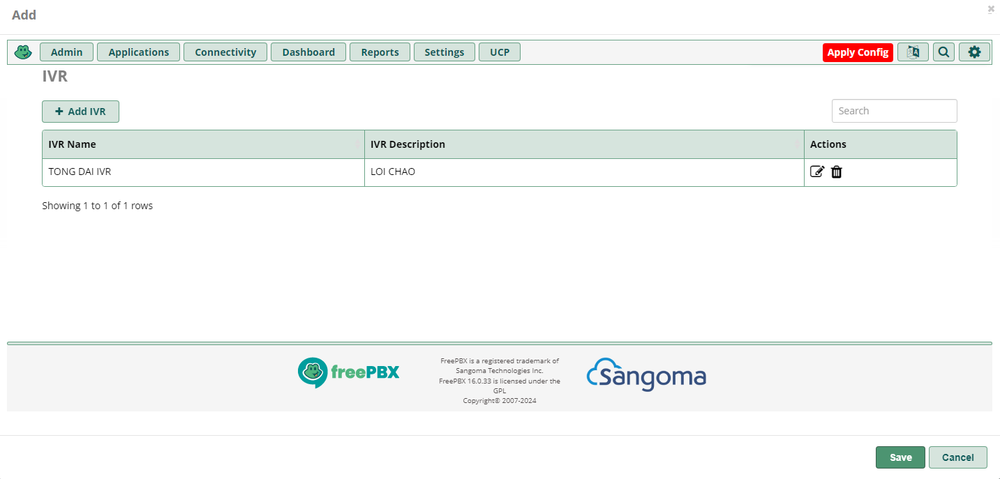 Add
Admin Applications Connectivity Dashboard Reports Settings UCP Apply Config
IVR
Add IVR
Search
IVR Name IVR Description Actions
TONG DAI IVR LOI CHAO
Showing 1 to 1 of 1 rows
freePBX
FreePBX is a registered trademark of
Sangoma Technologies Inc.
FreePBX 16.0.33 is licensed under the
GPL
Copyright© 2007-2024
Sangoma
Save Cancel